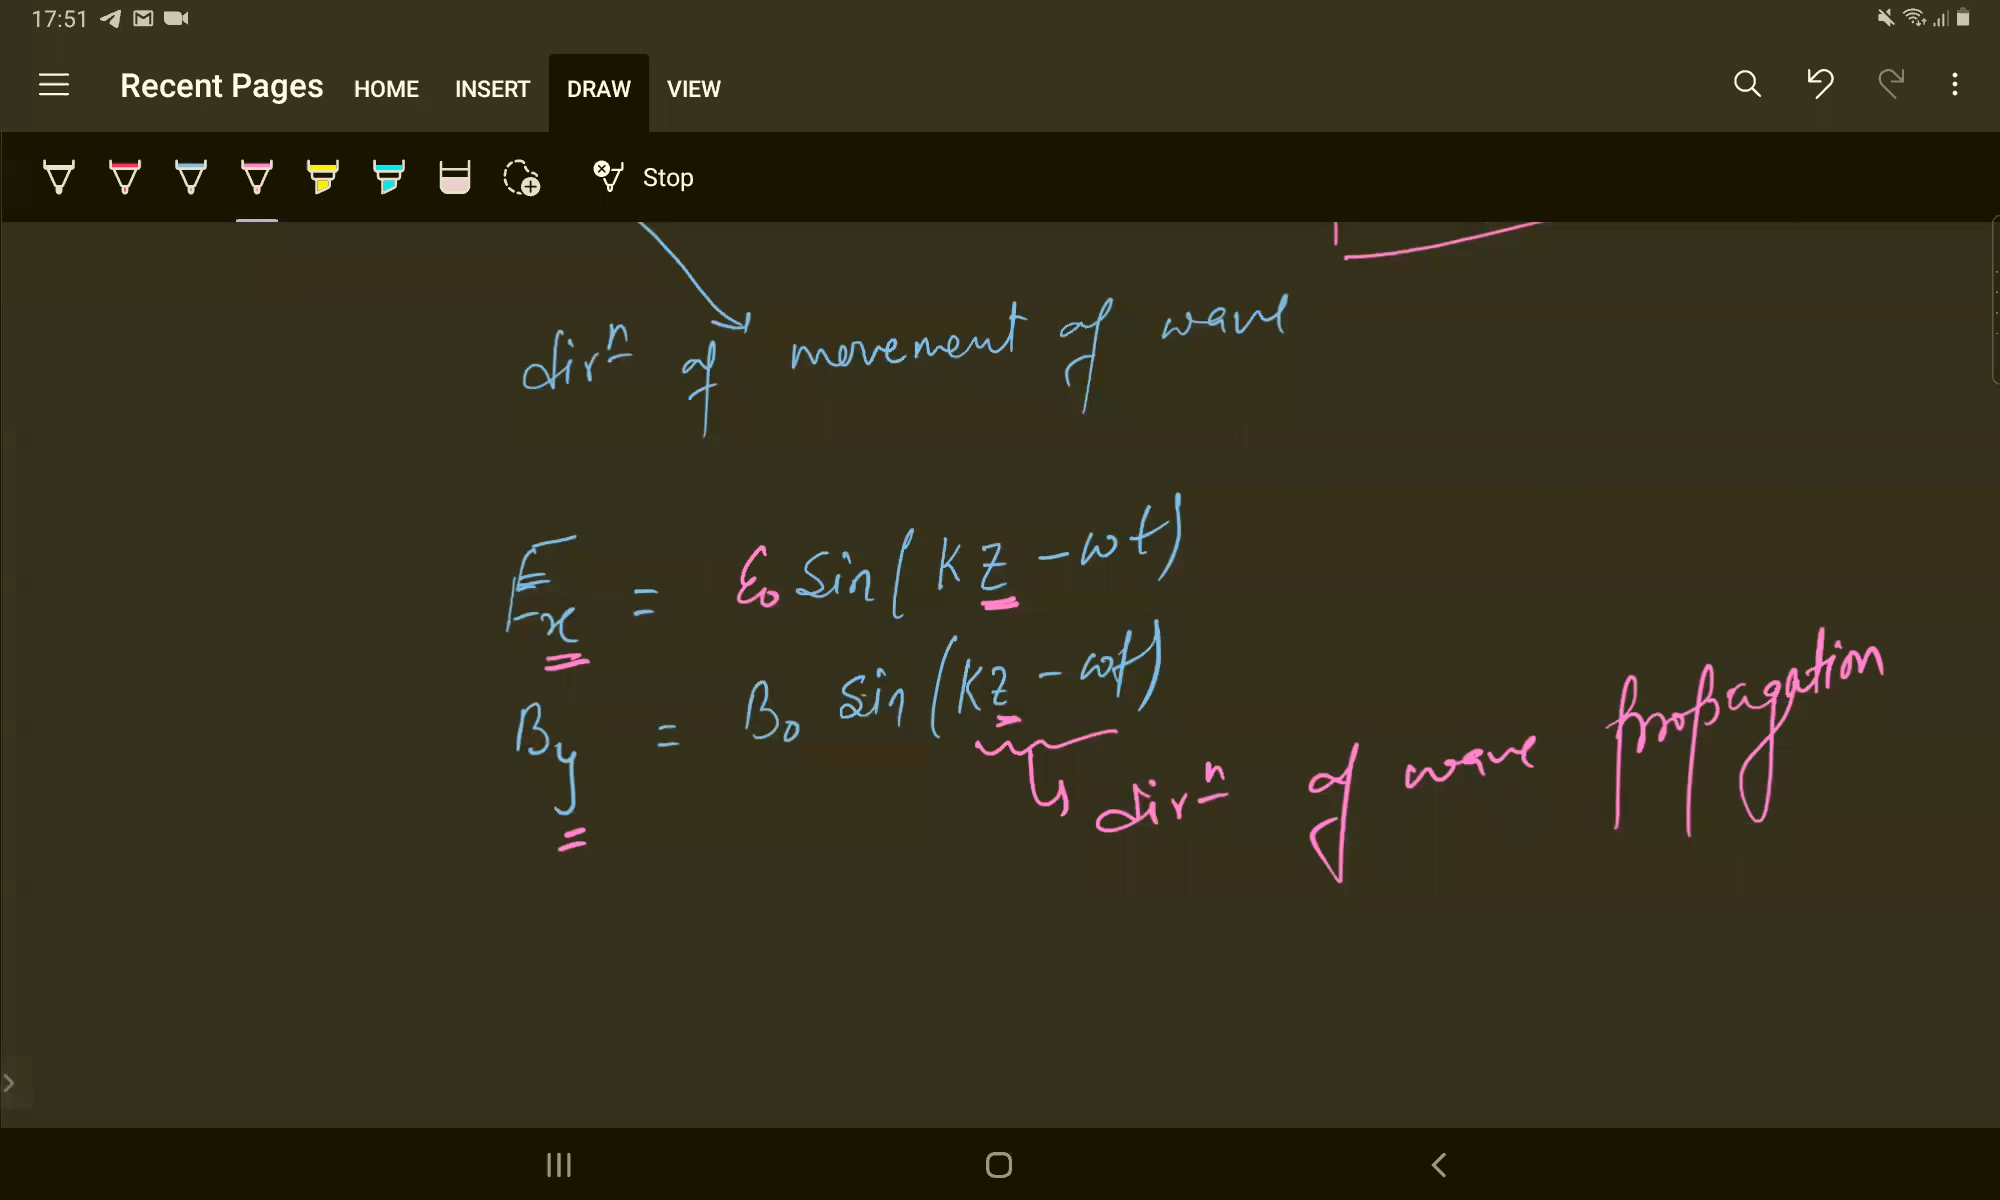 17:51
Recent Pages HOME INSERT DRAW VIEW
Stop
dirⁿ of movement of wave
Eₓ = ε₀ Sin(kz - ωt)
By = B₀ Sin(kz - ωt)
dirⁿ of wave propagation